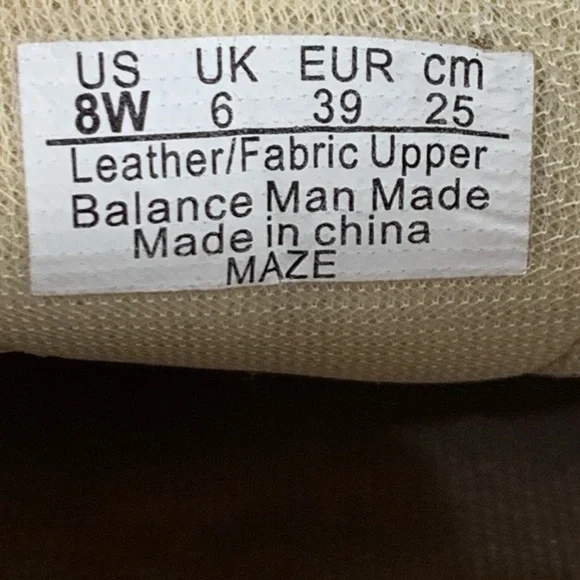 US UK EUR cm
8W 6 39 25
Leather/Fabric Upper
Balance Man Made
Made in china
MAZE